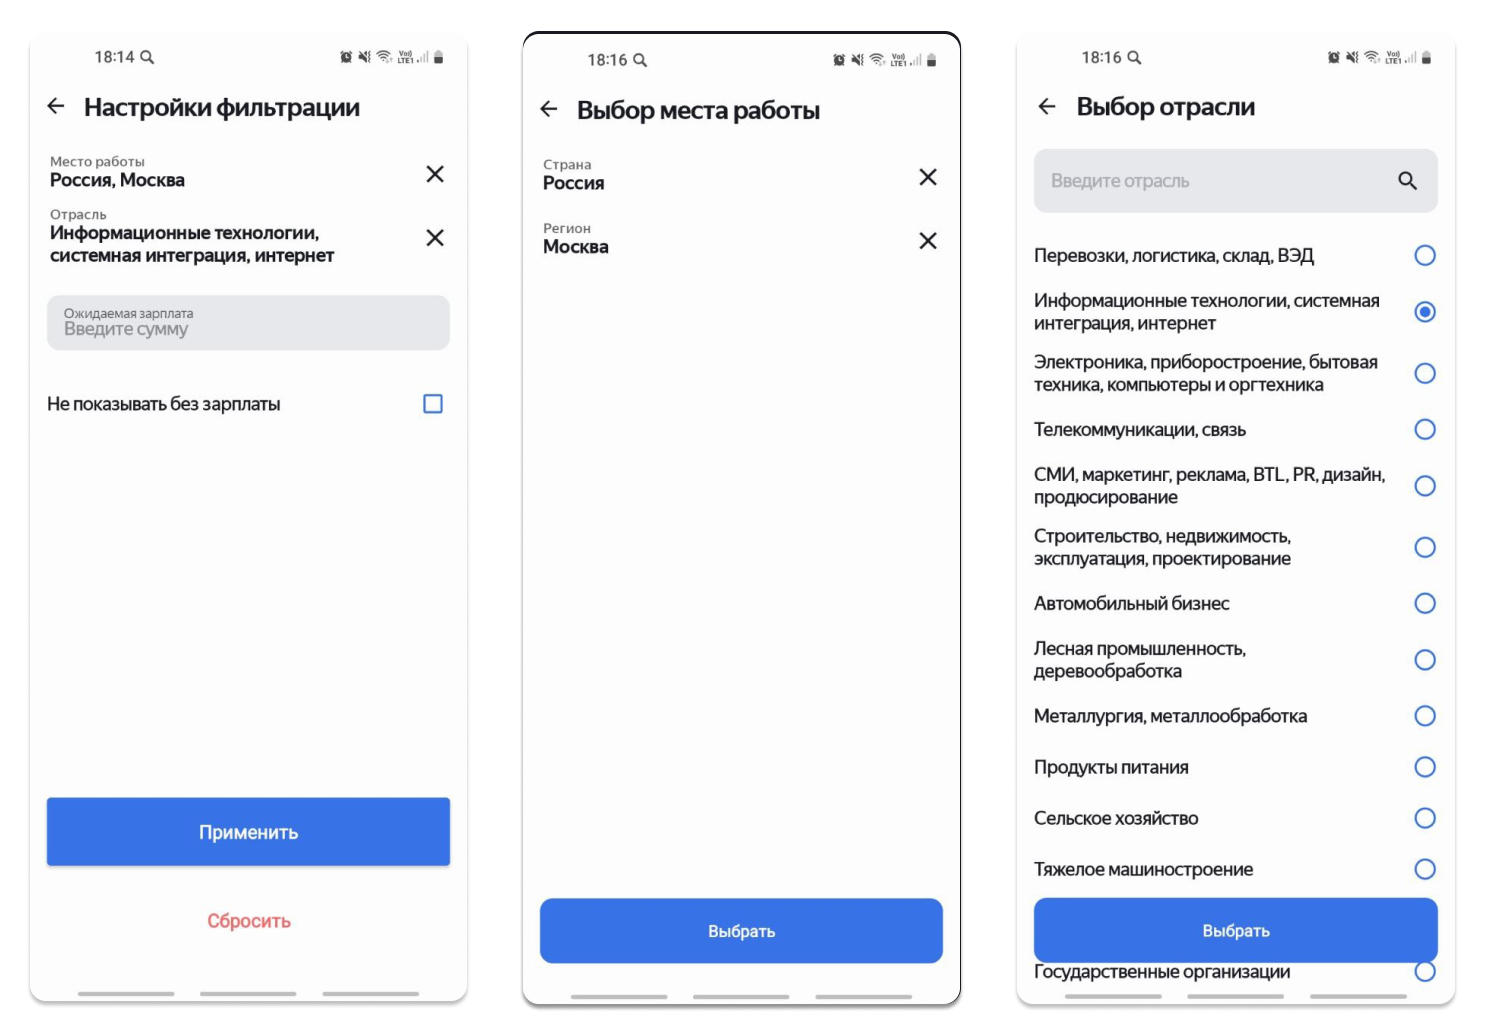 18:14
Настройки фильтрации
Место работы
Россия, Москва
Отрасль
Информационные технологии,
системная интеграция, интернет
Ожидаемая зарплата
Введите сумму
Не показывать без зарплаты
Применить
Сбросить
18:16
Выбор места работы
Страна
Россия
Регион
Москва
Выбрать
18:16
Выбор отрасли
Введите отрасль
Перевозки, логистика, склад, ВЭД
Информационные технологии, системная
интеграция, интернет
Электроника, приборостроение, бытовая
техника, компьютеры и оргтехника
Телекоммуникации, связь
СМИ, маркетинг, реклама, BTL, PR, дизайн,
продюсирование
Строительство, недвижимость,
эксплуатация, проектирование
Автомобильный бизнес
Лесная промышленность,
деревообработка
Металлургия, металлообработка
Продукты питания
Сельское хозяйство
Тяжелое машиностроение
Выбрать
Государственные организации